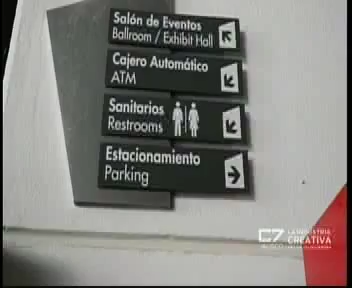 Salón de Eventos
Ballroom / Exhibit Hall
Cajero Automático
ATM
Sanitarios
Restrooms
Estacionamiento
Parking
C7
LA INDUSTRIA
CREATIVA